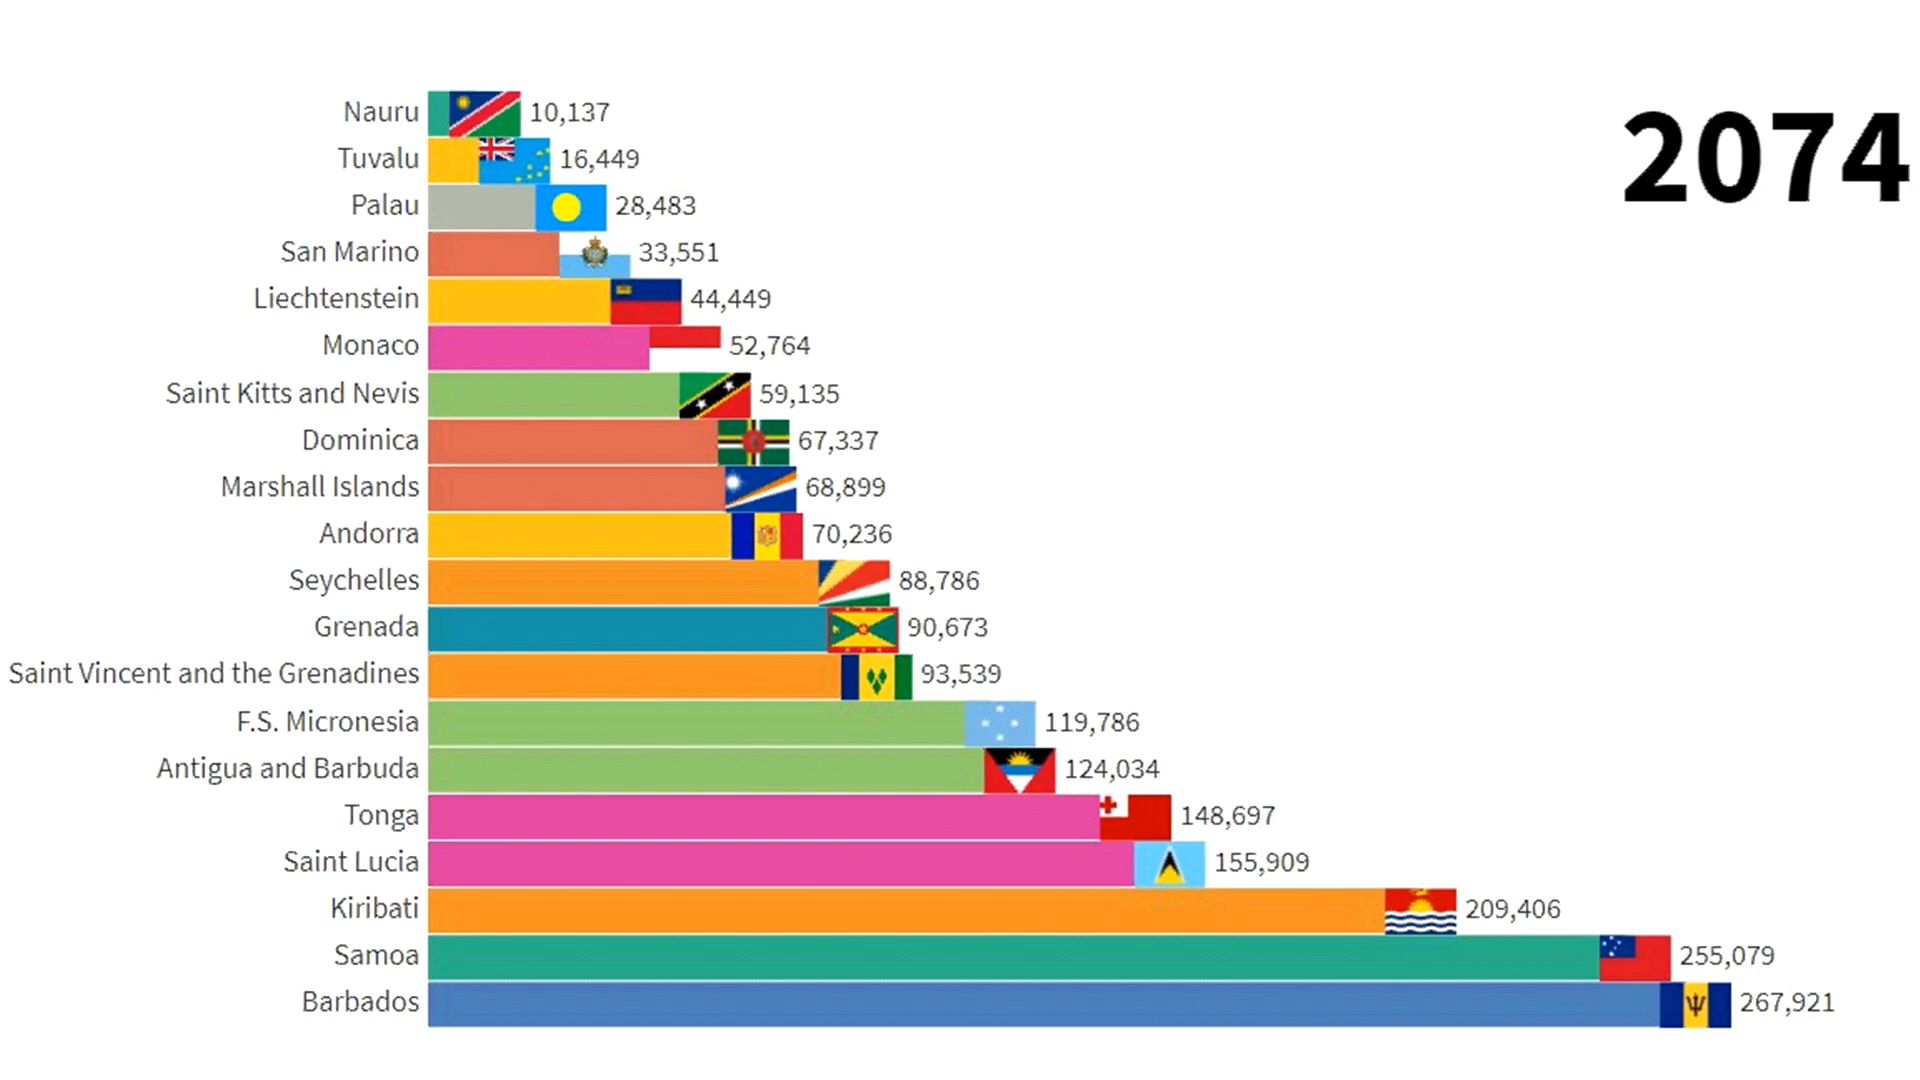 2074
Nauru 10,137
Tuvalu 16,449
Palau 28,483
San Marino 33,551
Liechtenstein 44,449
Monaco 52,764
Saint Kitts and Nevis 59,135
Dominica 67,337
Marshall Islands 68,899
Andorra 70,236
Seychelles 88,786
Grenada 90,673
Saint Vincent and the Grenadines 93,539
F.S. Micronesia 119,786
Antigua and Barbuda 124,034
Tonga 148,697
Saint Lucia 155,909
Kiribati 209,406
Samoa 255,079
Barbados 267,921